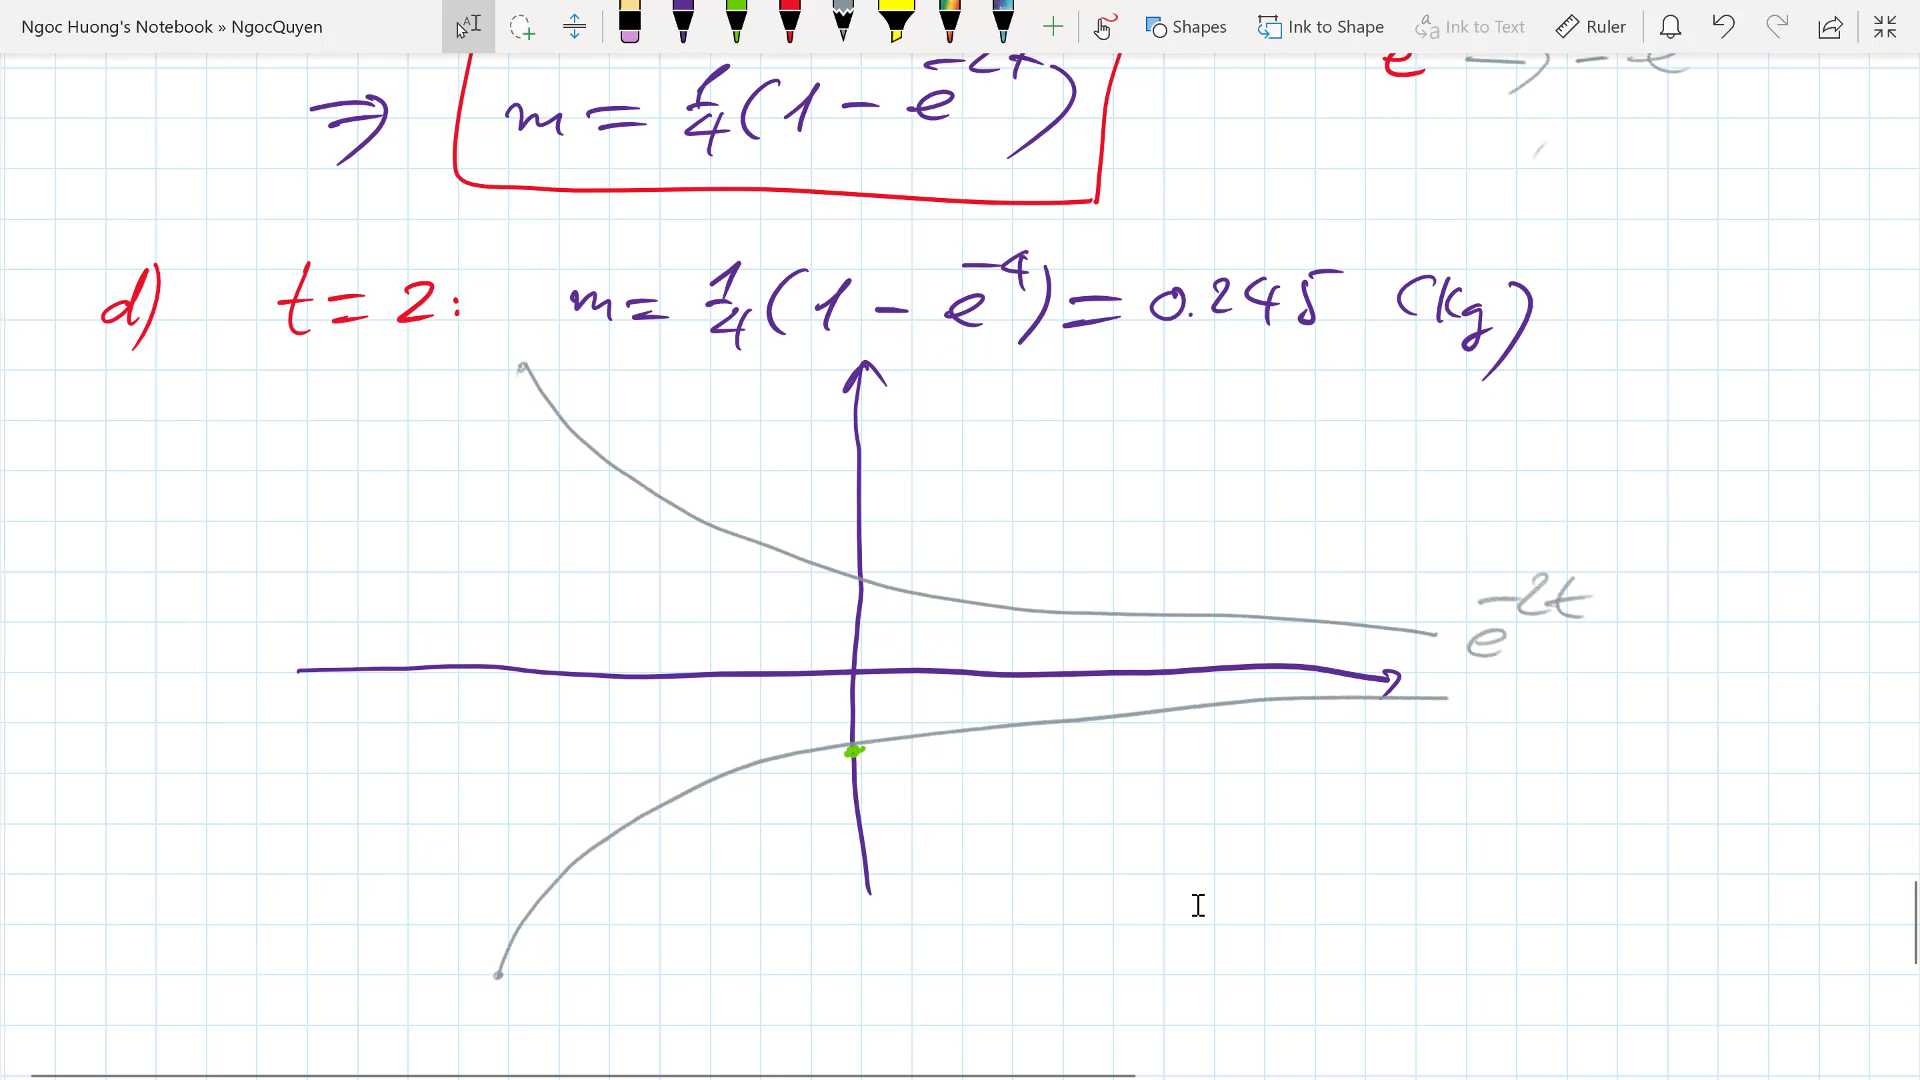 Ngoc Huong's Notebook » NgocQuyen
Shapes
Ink to Shape
Ink to Text
Ruler
⇒ m = 1/4 (1 - e^-2t)
d) t = 2: m = 1/4 (1 - e^-4) = 0.245 (kg)
e^-2t